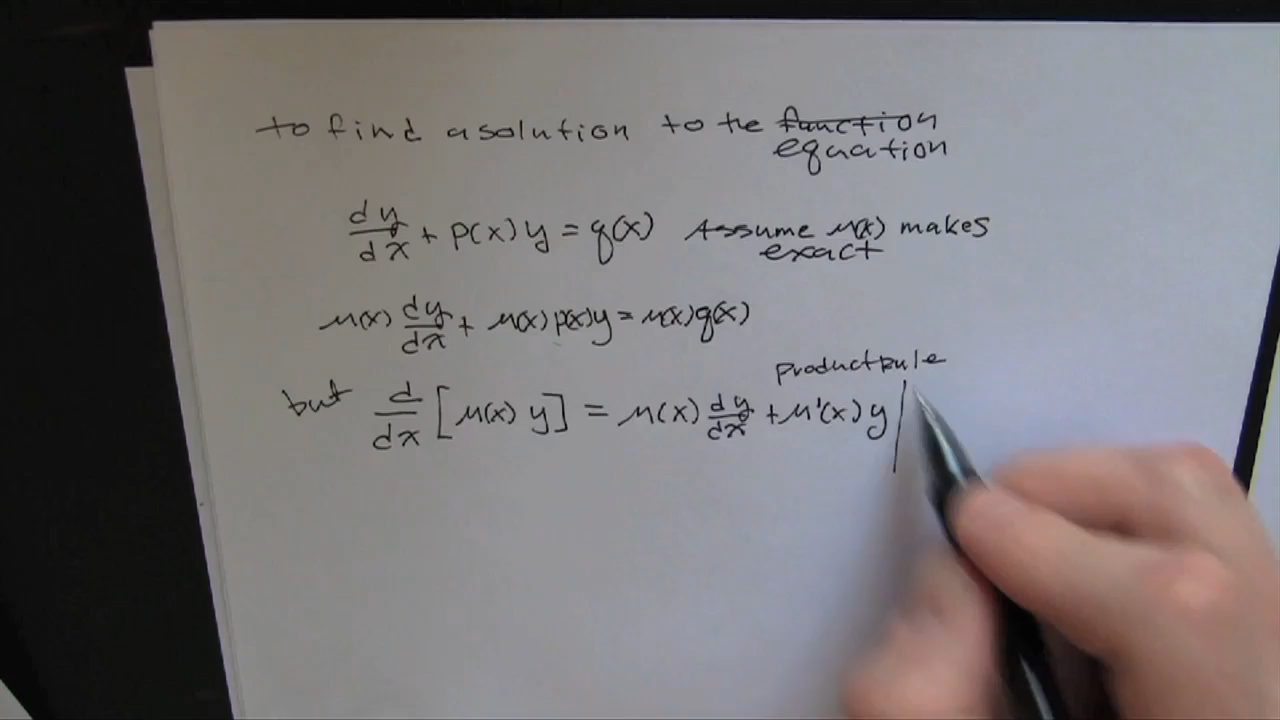 to find a solution to the function
equation
dy/dx + p(x) y = q(x) Assume μ(x) makes
exact
μ(x) dy/dx + μ(x) p(x) y = μ(x) q(x)
product rule
but d/dx [μ(x) y] = μ(x) dy/dx + μ'(x) y